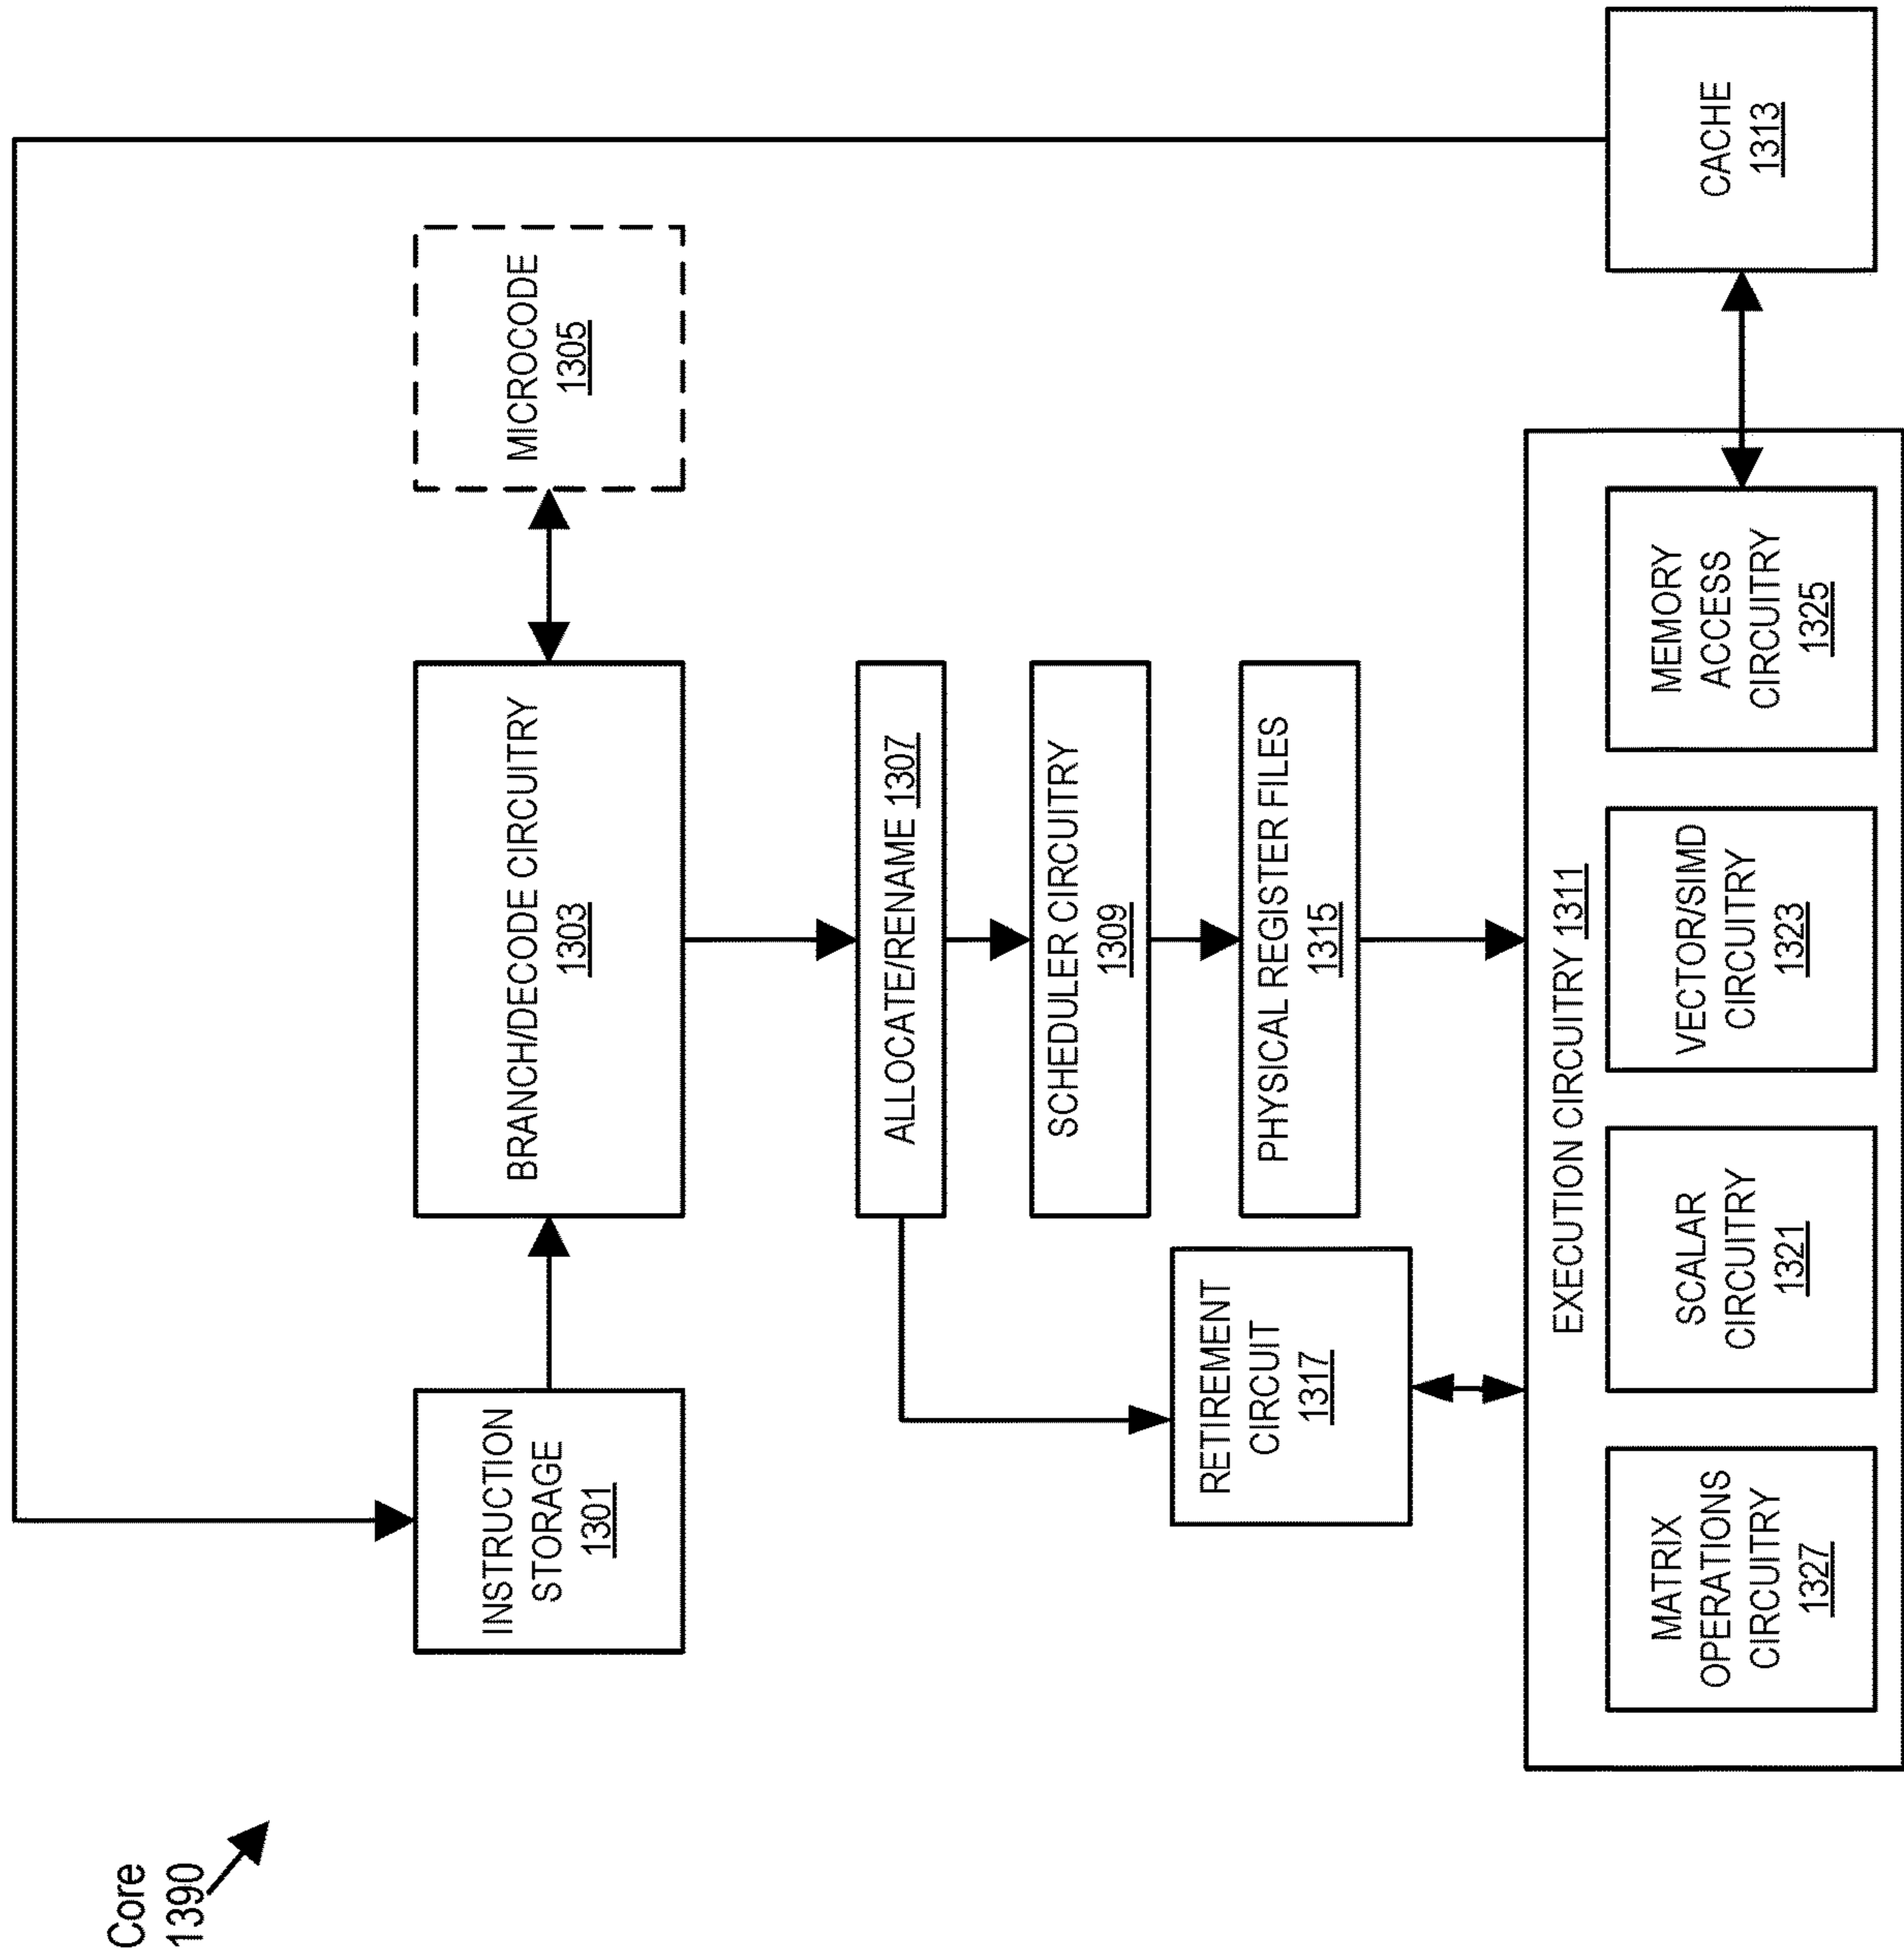 Core
1390
INSTRUCTION
STORAGE
1301
BRANCH/DECODE CIRCUITRY
1303
MICROCODE
1305
ALLOCATE/RENAME 1307
SCHEDULER CIRCUITRY
1309
PHYSICAL REGISTER FILES
1315
RETIREMENT
CIRCUIT
1317
EXECUTION CIRCUITRY 1311
MATRIX
OPERATIONS
CIRCUITRY
1327
SCALAR
CIRCUITRY
1321
VECTOR/SIMD
CIRCUITRY
1323
MEMORY
ACCESS
CIRCUITRY
1325
CACHE
1313